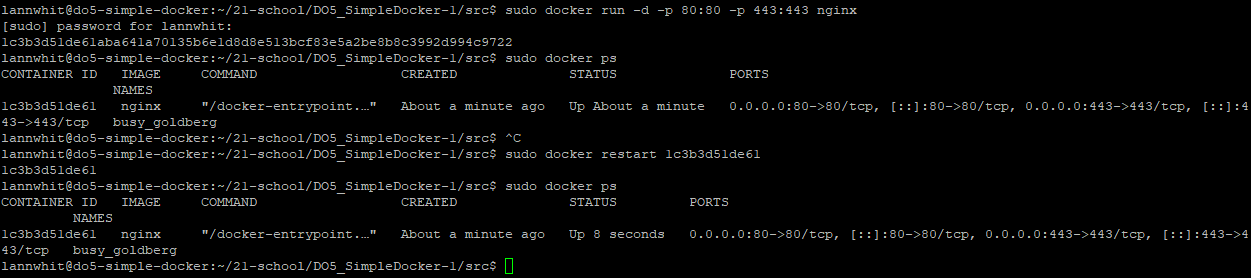 lannwhit@do5-simple-docker:~/21-school/DO5_SimpleDocker-1/src$ sudo docker run -d -p 80:80 -p 443:443 nginx
[sudo] password for lannwhit:
1c3b3d51de61aba641a70135b6e1d8d8e513bcf83e5a2be8b8c3992d994c9722
lannwhit@do5-simple-docker:~/21-school/DO5_SimpleDocker-1/src$ sudo docker ps
CONTAINER ID   IMAGE     COMMAND                  CREATED              STATUS              PORTS
              NAMES
1c3b3d51de61   nginx     "/docker-entrypoint.…"   About a minute ago   Up About a minute   0.0.0.0:80->80/tcp, [::]:80->80/tcp, 0.0.0.0:443->443/tcp, [::]:4
43->443/tcp   busy_goldberg
lannwhit@do5-simple-docker:~/21-school/DO5_SimpleDocker-1/src$ ^C
lannwhit@do5-simple-docker:~/21-school/DO5_SimpleDocker-1/src$ sudo docker restart 1c3b3d51de61
1c3b3d51de61
lannwhit@do5-simple-docker:~/21-school/DO5_SimpleDocker-1/src$ sudo docker ps
CONTAINER ID   IMAGE     COMMAND                  CREATED              STATUS         PORTS
         NAMES
1c3b3d51de61   nginx     "/docker-entrypoint.…"   About a minute ago   Up 8 seconds   0.0.0.0:80->80/tcp, [::]:80->80/tcp, 0.0.0.0:443->443/tcp, [::]:443->4
43/tcp   busy_goldberg
lannwhit@do5-simple-docker:~/21-school/DO5_SimpleDocker-1/src$